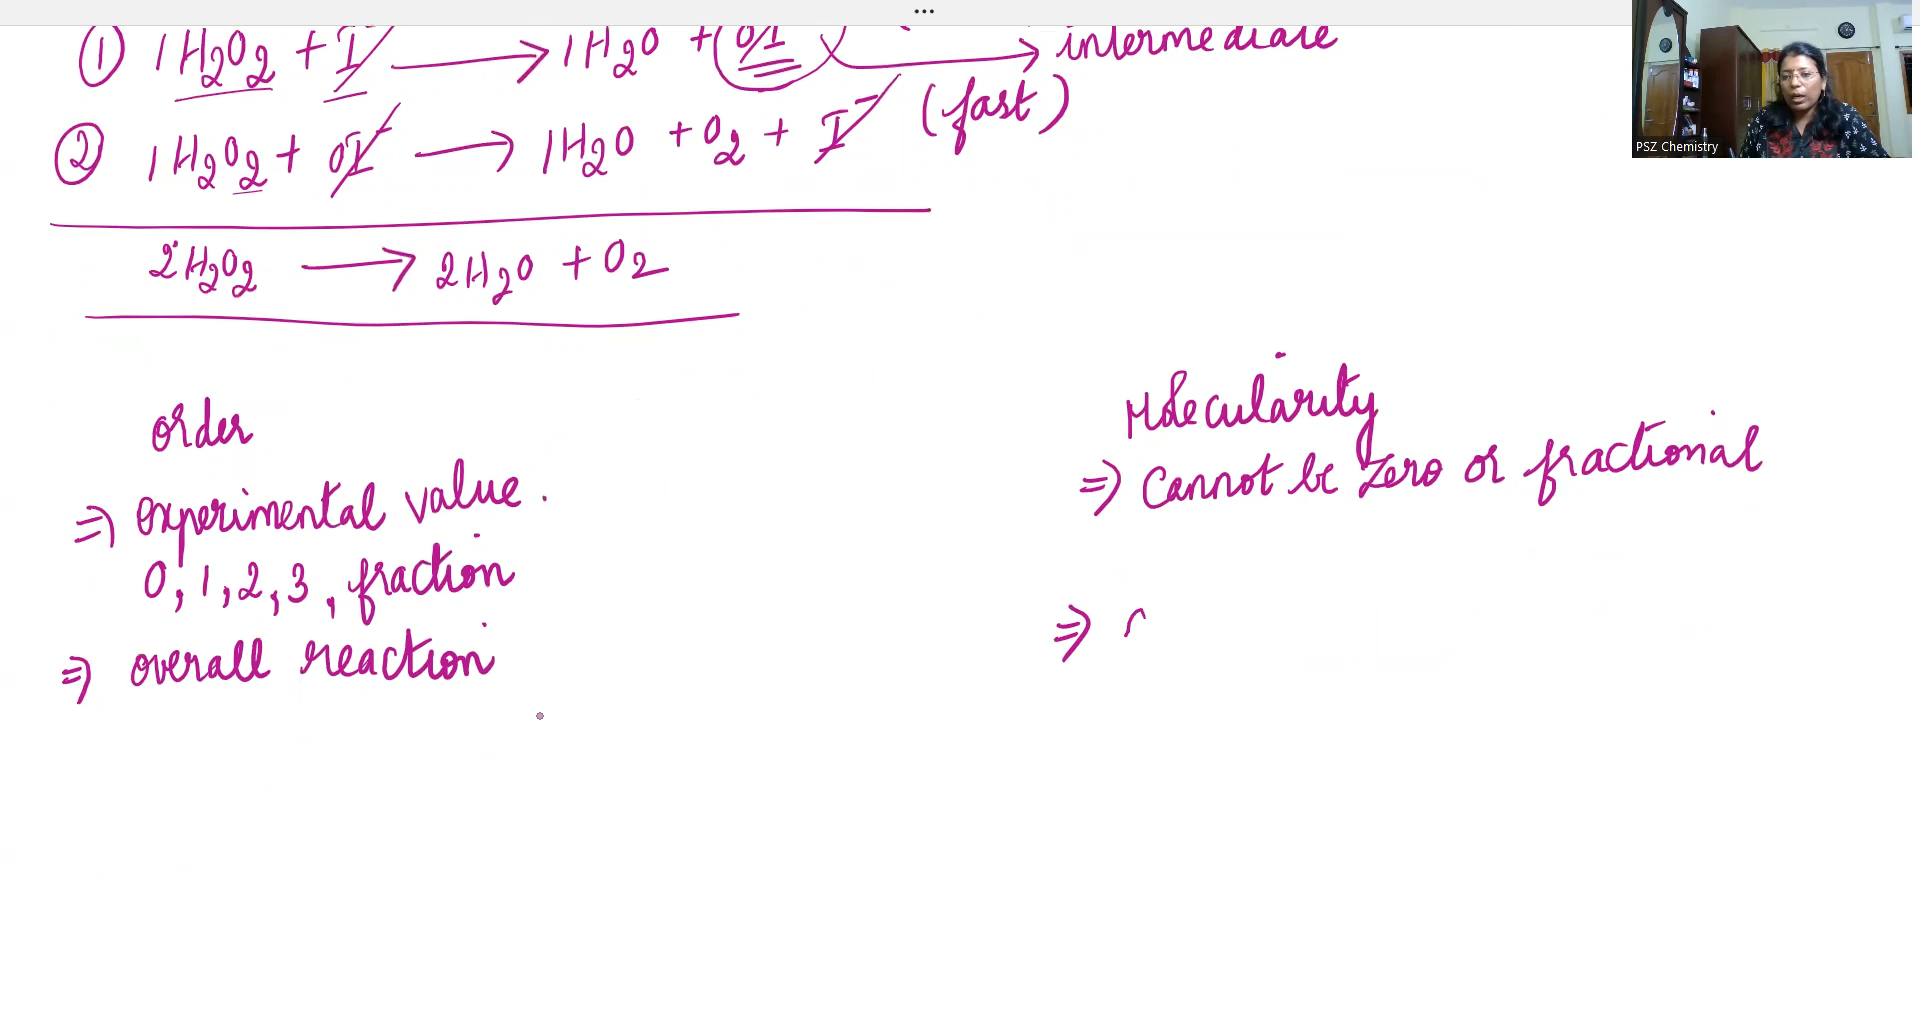 ① 1H₂O₂ + I⁻ ⟶ 1H₂O + OI⁻ → intermediate
② 1H₂O₂ + OI⁻ ⟶ 1H₂O + O₂ + I⁻ (fast)
2H₂O₂ ⟶ 2H₂O + O₂
order
⇒ experimental value.
0, 1, 2, 3, fraction
⇒ overall reaction
Molecularity
⇒ Cannot be zero or fractional
⇒
PSZ Chemistry